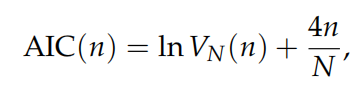 AIC(n) = ln V_N(n) + 4n/N,